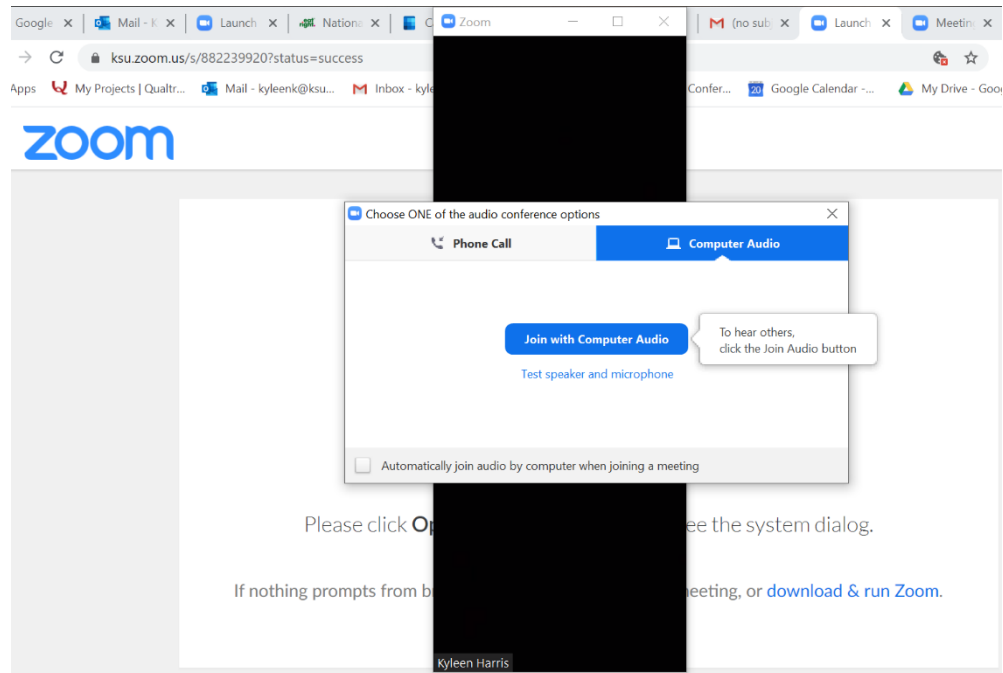 Google Mail - K Launch Nationa C Zoom M (no sub Launch Meeting
ksu.zoom.us/s/882239920?status=success
Apps My Projects | Qualtr... Mail - kyleenk@ksu... Inbox - kyle Confer... 20 Google Calendar -... My Drive - Goo
zoom
Choose ONE of the audio conference options
Phone Call Computer Audio
Join with Computer Audio
To hear others,
click the Join Audio button
Test speaker and microphone
Automatically join audio by computer when joining a meeting
Please click Op ee the system dialog.
If nothing prompts from b eeting, or download & run Zoom.
Kyleen Harris